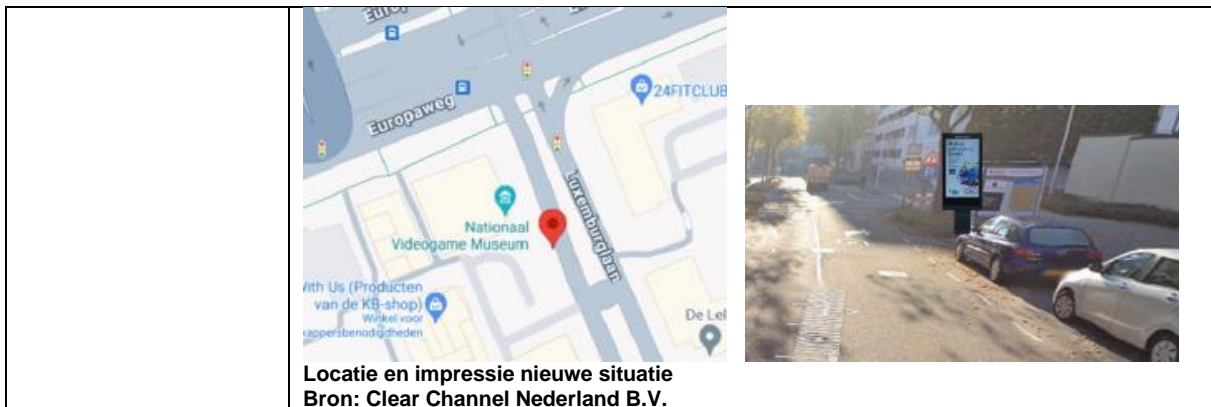 Europaweg
24FITCLUB
Europaweg
Luxemburglaan
Nationaal
Videogame Museum
With Us (Producten
van de KB-shop)
Winkel voor
kappersbenodigdheden
De Lel
Locatie en impressie nieuwe situatie
Bron: Clear Channel Nederland B.V.